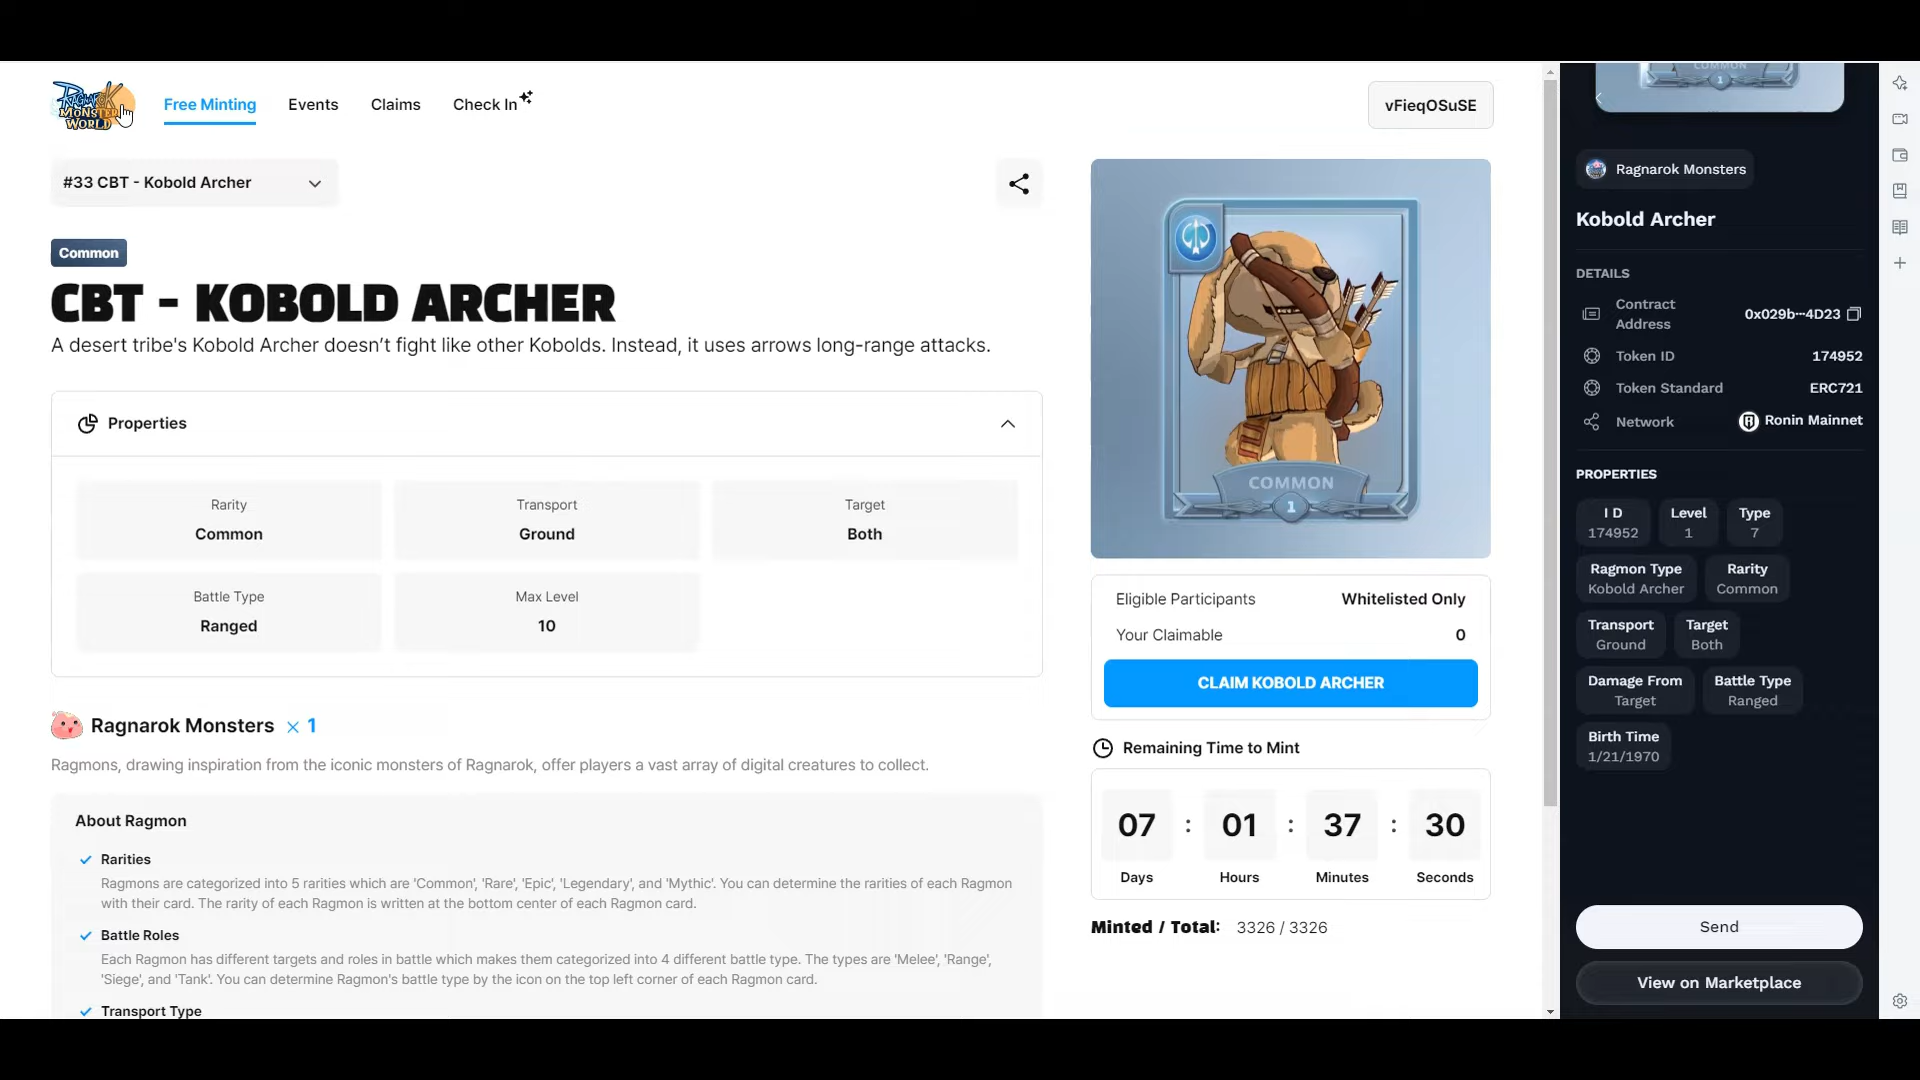 RAGNAROK
MONSTER
WORLD
Free Minting
Events
Claims
Check In
vFieqOSuSE
#33 CBT - Kobold Archer
Common
CBT - KOBOLD ARCHER
A desert tribe's Kobold Archer doesn’t fight like other Kobolds. Instead, it uses arrows long-range attacks.
Properties
Rarity
Common
Transport
Ground
Target
Both
Battle Type
Ranged
Max Level
10
Ragnarok Monsters × 1
Ragmons, drawing inspiration from the iconic monsters of Ragnarok, offer players a vast array of digital creatures to collect.
About Ragmon
Rarities
Ragmons are categorized into 5 rarities which are 'Common', 'Rare', 'Epic', 'Legendary', and 'Mythic'. You can determine the rarities of each Ragmon
with their card. The rarity of each Ragmon is written at the bottom center of each Ragmon card.
Battle Roles
Each Ragmon has different targets and roles in battle which makes them categorized into 4 different battle type. The types are 'Melee', 'Range',
'Siege', and 'Tank'. You can determine Ragmon's battle type by the icon on the top left corner of each Ragmon card.
Transport Type
COMMON
1
Eligible Participants Whitelisted Only
Your Claimable 0
CLAIM KOBOLD ARCHER
Remaining Time to Mint
07 : 01 : 37 : 30
Days Hours Minutes Seconds
Minted / Total: 3326 / 3326
COMMON
1
Ragnarok Monsters
Kobold Archer
DETAILS
Contract
Address
0x029b···4D23
Token ID 174952
Token Standard ERC721
Network Ronin Mainnet
PROPERTIES
I D
174952
Level
1
Type
7
Ragmon Type
Kobold Archer
Rarity
Common
Transport
Ground
Target
Both
Damage From
Target
Battle Type
Ranged
Birth Time
1/21/1970
Send
View on Marketplace